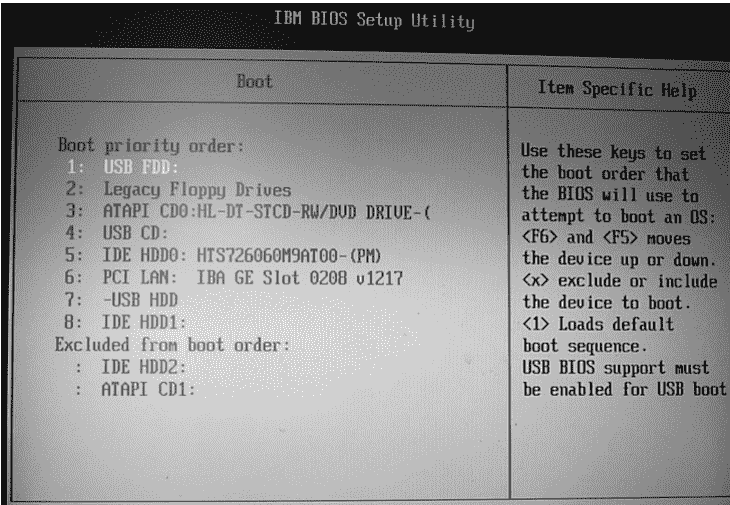 IBM BIOS Setup Utility
Boot
Boot priority order:
1: USB FDD:
2: Legacy Floppy Drives
3: ATAPI CD0:HL-DT-STCD-RW/DVD DRIVE-(
4: USB CD:
5: IDE HDD0: HTS726060M9AT00-(PM)
6: PCI LAN: IBA GE Slot 0208 v1217
7: -USB HDD
8: IDE HDD1:
Excluded from boot order:
: IDE HDD2:
: ATAPI CD1:
Item Specific Help
Use these keys to set
the boot order that
the BIOS will use to
attempt to boot an OS:
<F6> and <F5> moves
the device up or down.
<x> exclude or include
the device to boot.
<1> Loads default
boot sequence.
USB BIOS support must
be enabled for USB boot